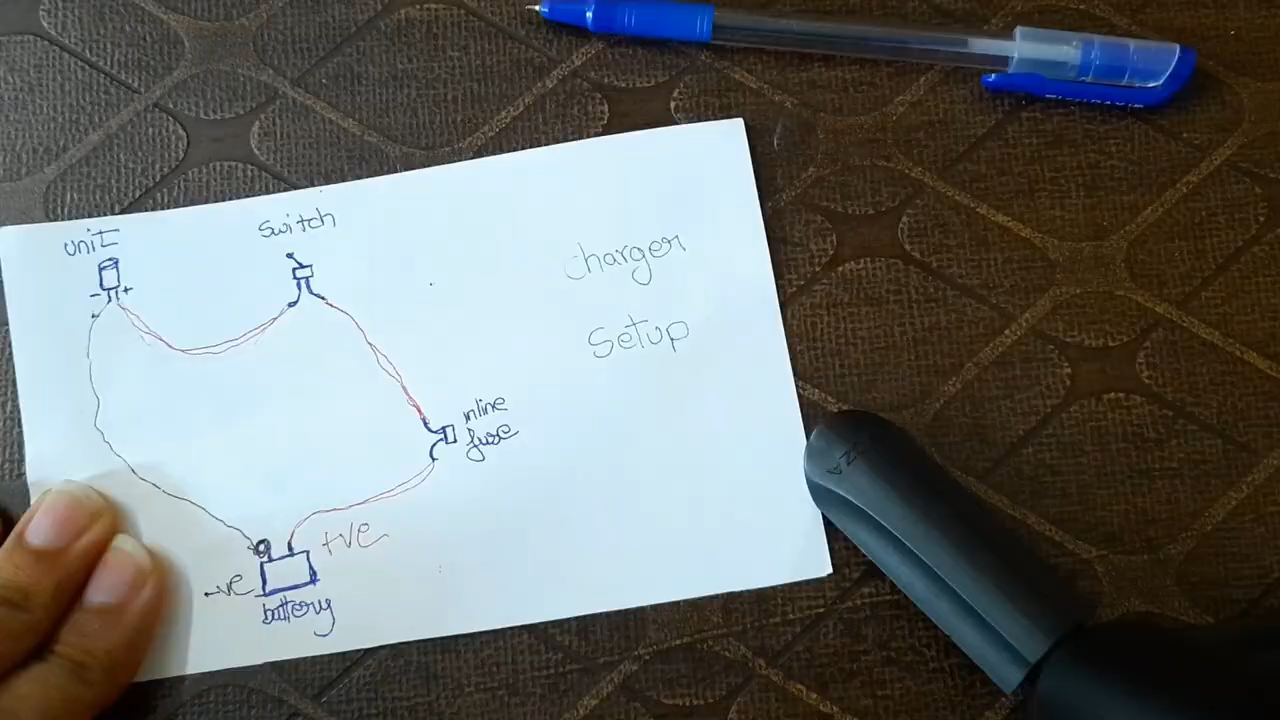 unit
switch
- +
charger
setup
inline
fuse
+ve
-ve
battery